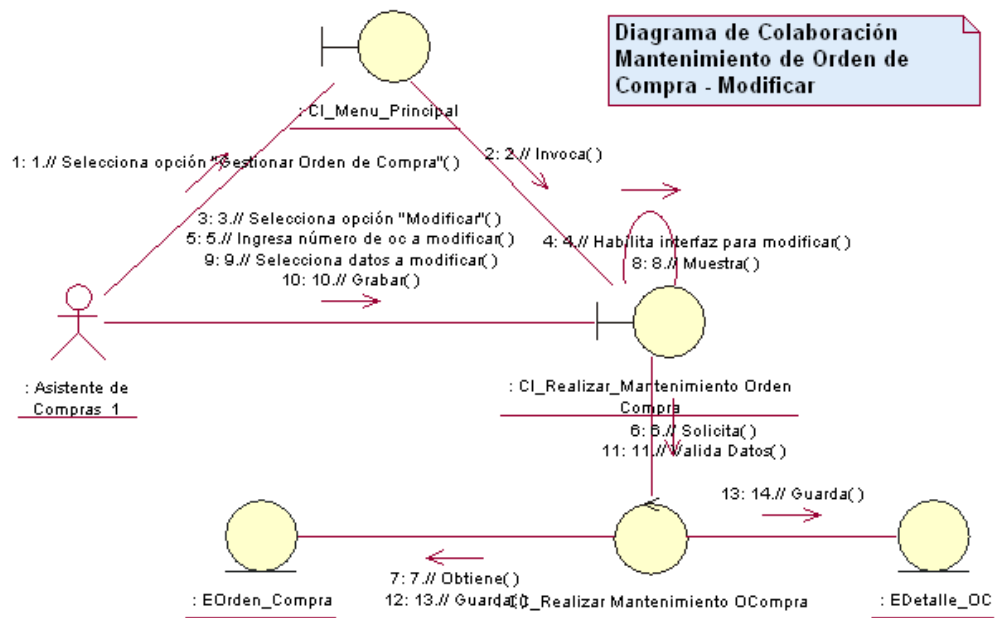 Diagrama de Colaboración
Mantenimiento de Orden de
Compra - Modificar
: CI_Menu_Principal
1: 1.// Selecciona opción "Gestionar Orden de Compra"( )
2: 2.// Invoca( )
3: 3.// Selecciona opción "Modificar"( )
5: 5.// Ingresa número de oc a modificar( )
9: 9.// Selecciona datos a modificar( )
10: 10.// Grabar( )
4: 4.// Habilita interfaz para modificar( )
8: 8.// Muestra( )
: Asistente de
Compras_1
: CI_Realizar_Mantenimiento Orden
Compra
6: 6.// Solicita( )
11: 11.// Valida Datos( )
13: 14.// Guarda( )
7: 7.// Obtiene( )
12: 13.// Guarda( )
: EOrden_Compra
_Realizar Mantenimiento OCompra
: EDetalle_OC